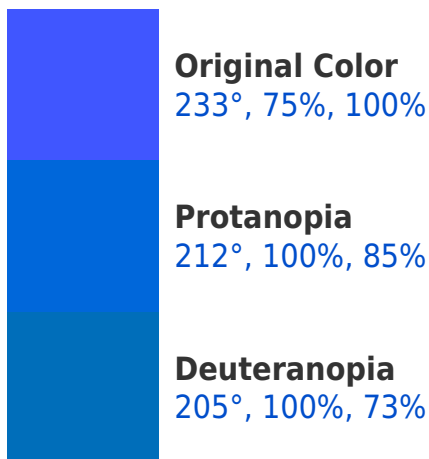 Original Color
233°, 75%, 100%
Protanopia
212°, 100%, 85%
Deuteranopia
205°, 100%, 73%